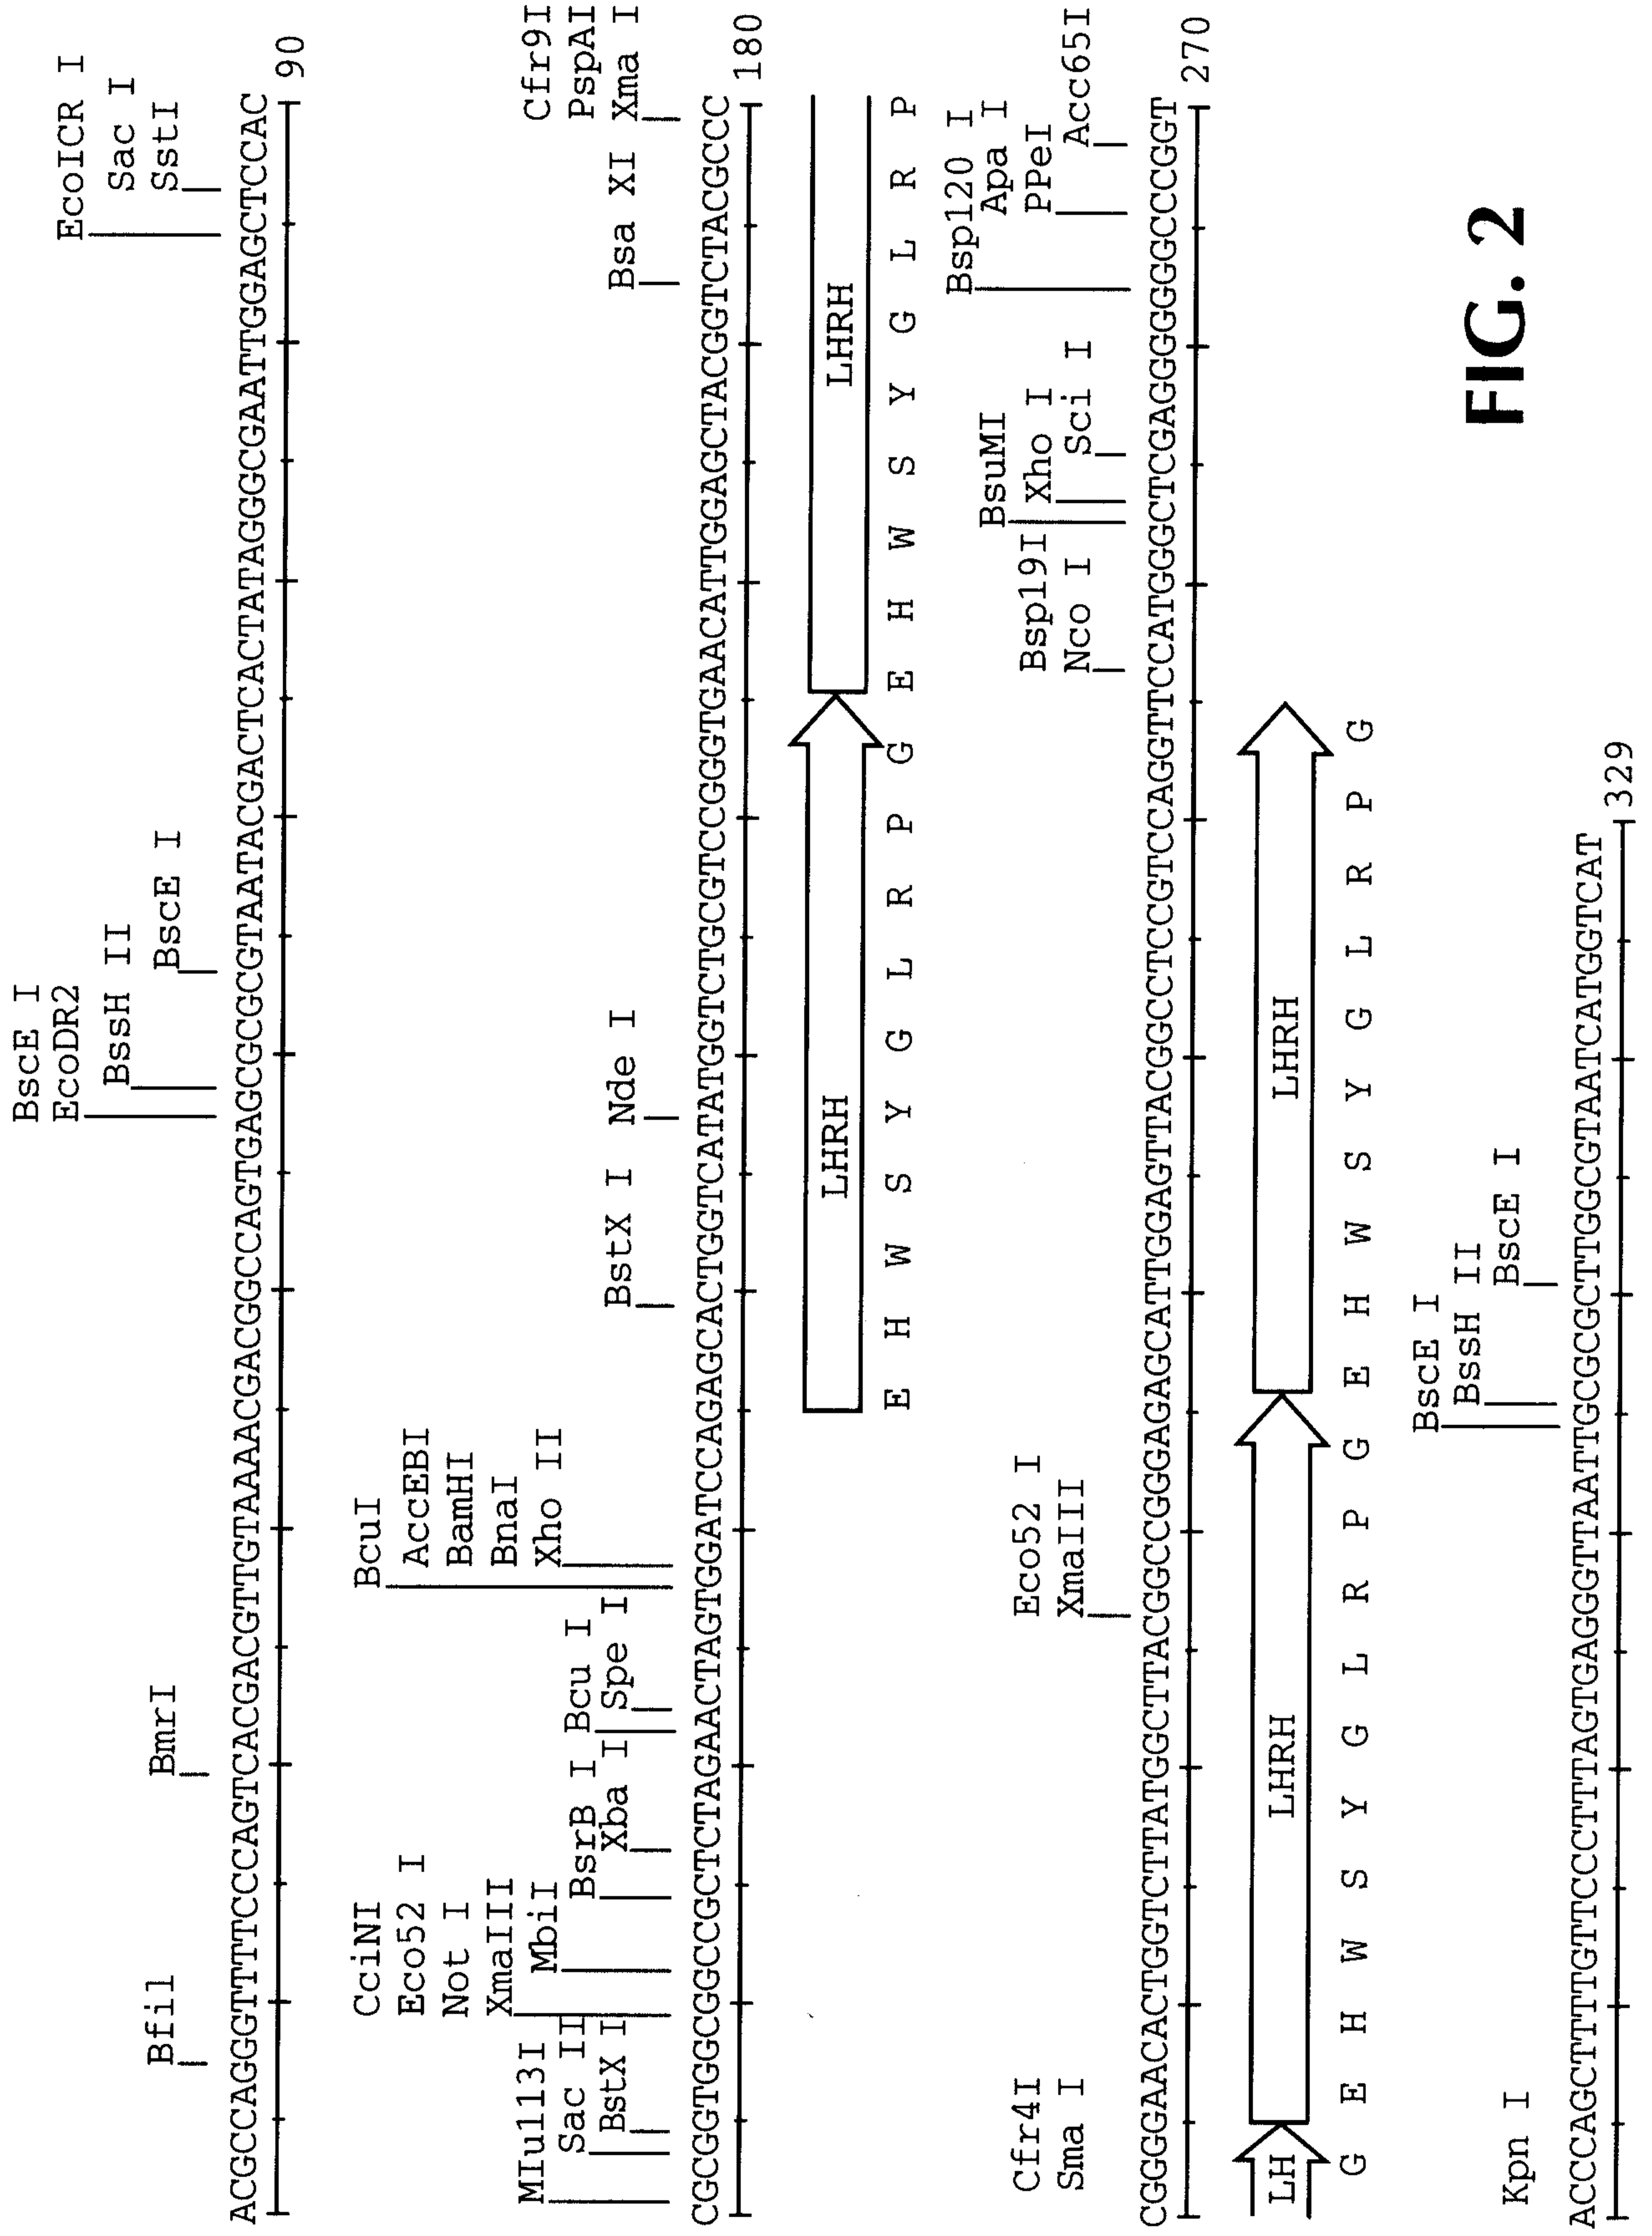 BscE I
EcoICR I
EcoDR2
Sac I
BssH II
Bfil
BmrI
BscE I
SstI
ACGCCAGGGTTTTCCCAGTCACGACGTTGTAAAACGACGGCCAGTGAGCGCGCGTAATACGACTCACTATAGGGCGAATTGGAGCTCCAC
90
CciNI
BcuI
Eco52 I
AccEBI
Not I
BamHI
XmaIII
BnaI
MIu113I
MbiI
Xho II
Cfr9I
Sac II
BsrB I
Bcu I
PspAI
BstX I
Xba I
Spe I
BstX I
Nde I
Bsa XI
Xma I
CGCGGTGGCGGCCGCTCTAGAACTAGTGGATCCAGAGCACTGGTCATATGGTCTGCGTCCGGGTGAACATTGGAGCTACGGTCTACGCCC
180
LHRH
LHRH
E H W S Y G L R P G E H W S Y G L R P
Bsp120 I
BsuMI
Apa I
Cfr4I
Eco52 I
Bsp19I
Xho I
PPeI
Sma I
XmaIII
Nco I
Sci I
Acc65I
CGGGGAACACTGGTCTTATGGCTTACGGCCGGGAGAGCATTGGAGTTACGGCCTCCGTCCAGGTTCCATGGGCTCGAGGGGGGGCCCGGT
270
LH
LHRH
LHRH
G E H W S Y G L R P G E H W S Y G L R P G
BscE I
BssH II
Kpn I
BscE I
ACCCAGCTTTTGTTCCCTTTAGTGAGGGTTAATTGCGCGCTTGGCGTAATCATGGTCAT
329
FIG. 2